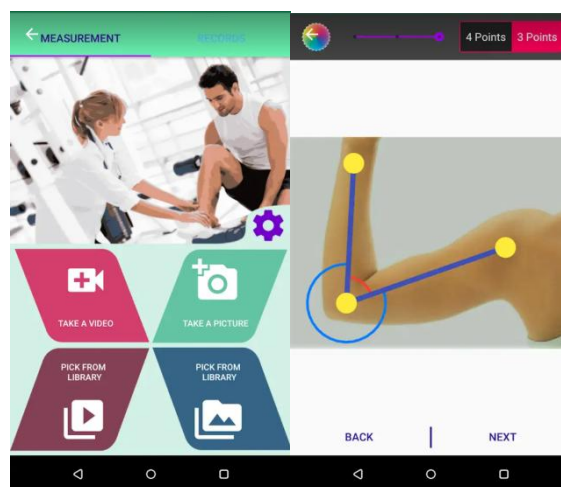 MEASUREMENT
RECORDS
TAKE A VIDEO
TAKE A PICTURE
PICK FROM
LIBRARY
PICK FROM
LIBRARY
4 Points
3 Points
BACK
NEXT